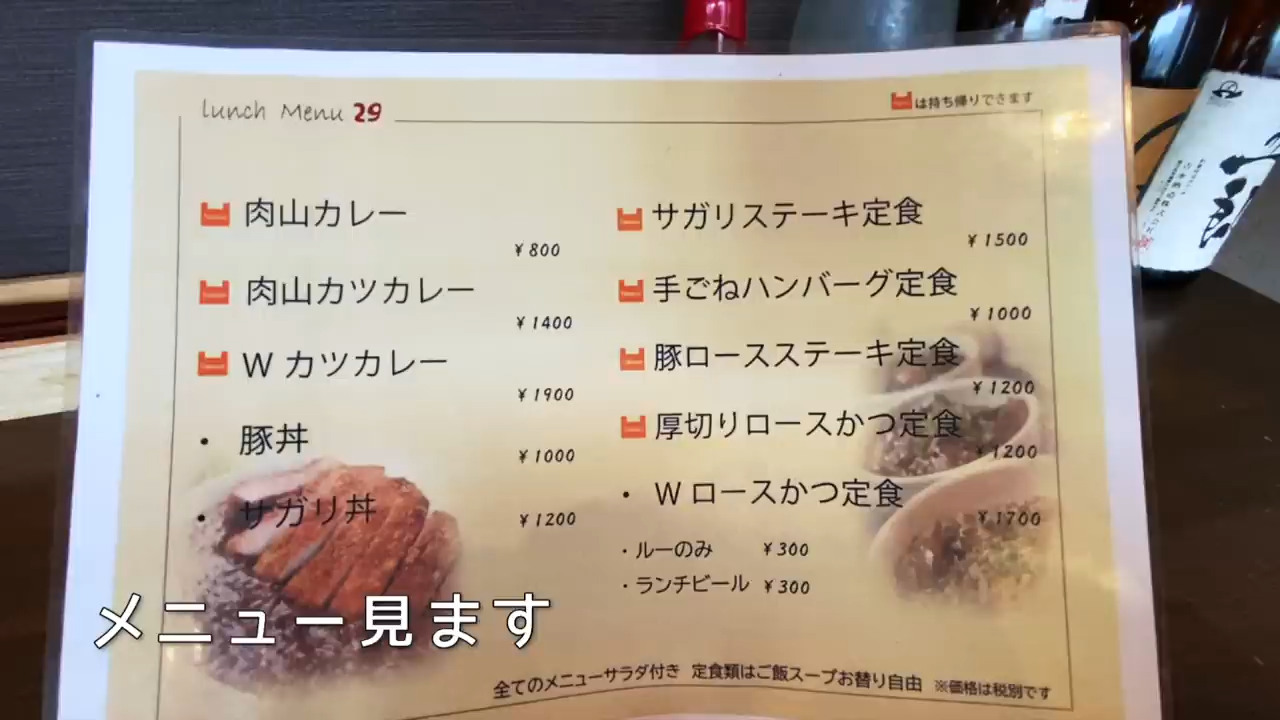 lunch Menu 29
は持ち帰りできます
肉山カレー
¥800
肉山カツカレー
¥1400
W カツカレー
¥1900
・豚丼
¥1000
・サガリ丼
¥1200
サガリステーキ定食
¥1500
手ごねハンバーグ定食
¥1000
豚ロースステーキ定食
¥1200
厚切りロースかつ定食
¥1200
・W ロースかつ定食
¥1700
・ルーのみ ¥300
・ランチビール ¥300
全てのメニューサラダ付き 定食類はご飯スープお替り自由 ※価格は税別です
メニュー見ます